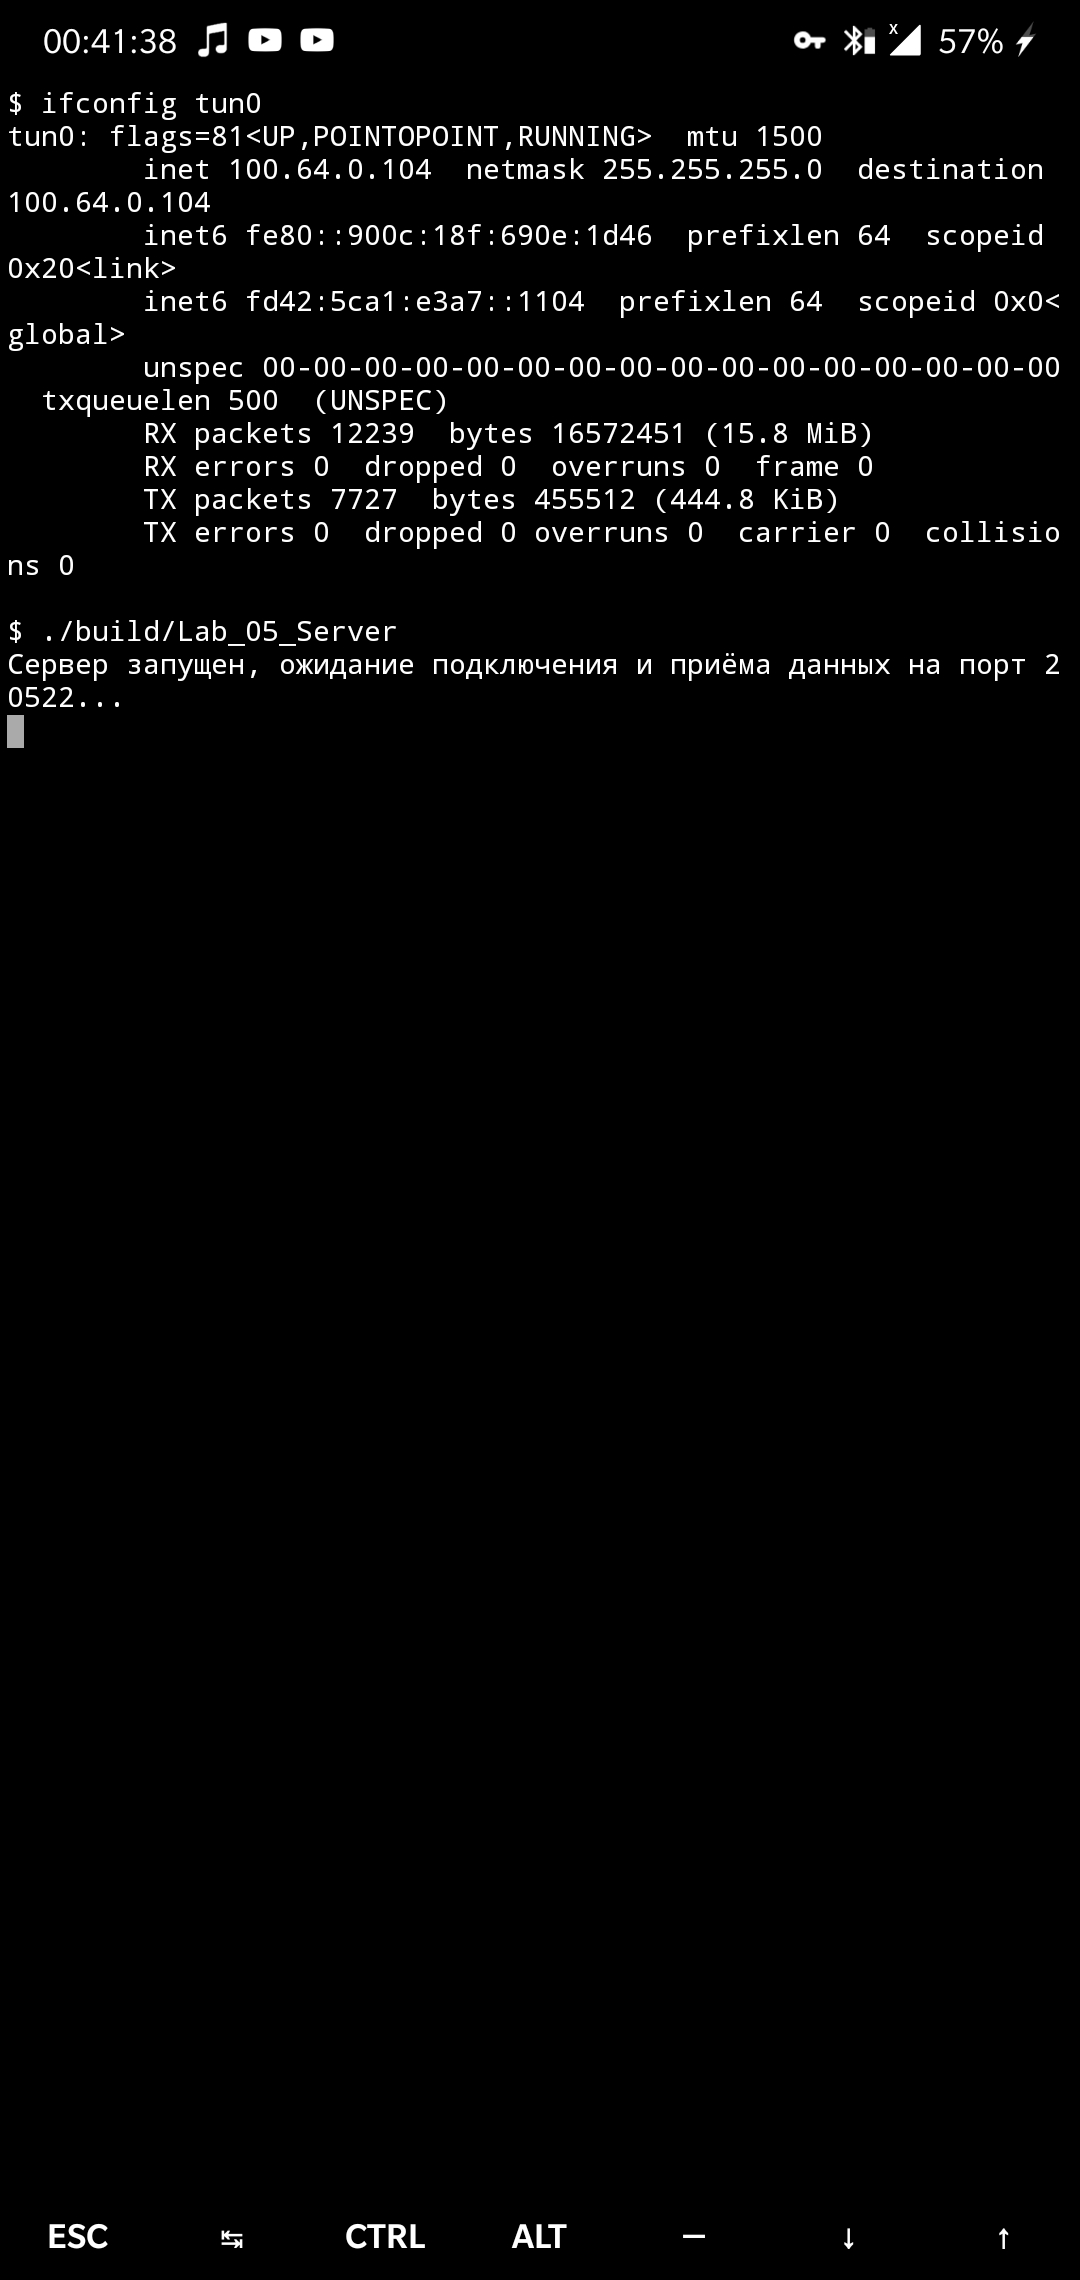 00:41:38 57%
$ ifconfig tun0
tun0: flags=81<UP,POINTOPOINT,RUNNING>  mtu 1500
        inet 100.64.0.104  netmask 255.255.255.0  destination
100.64.0.104
        inet6 fe80::900c:18f:690e:1d46  prefixlen 64  scopeid
0x20<link>
        inet6 fd42:5ca1:e3a7::1104  prefixlen 64  scopeid 0x0<
global>
        unspec 00-00-00-00-00-00-00-00-00-00-00-00-00-00-00-00
  txqueuelen 500  (UNSPEC)
        RX packets 12239  bytes 16572451 (15.8 MiB)
        RX errors 0  dropped 0  overruns 0  frame 0
        TX packets 7727  bytes 455512 (444.8 KiB)
        TX errors 0  dropped 0 overruns 0  carrier 0  collisio
ns 0
$ ./build/Lab_05_Server
Сервер запущен, ожидание подключения и приёма данных на порт 2
0522...
ESC ↹ CTRL ALT — ↓ ↑